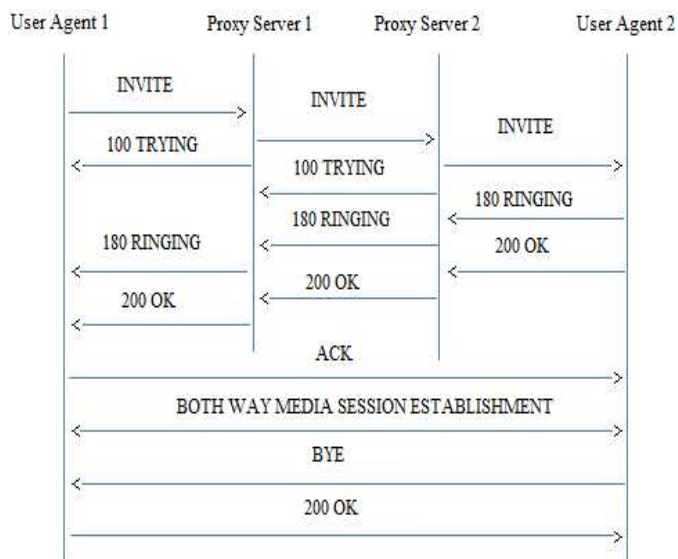 User Agent 1 Proxy Server 1 Proxy Server 2 User Agent 2
INVITE
INVITE
INVITE
100 TRYING
100 TRYING
180 RINGING
180 RINGING
180 RINGING
200 OK
200 OK
200 OK
ACK
BOTH WAY MEDIA SESSION ESTABLISHMENT
BYE
200 OK